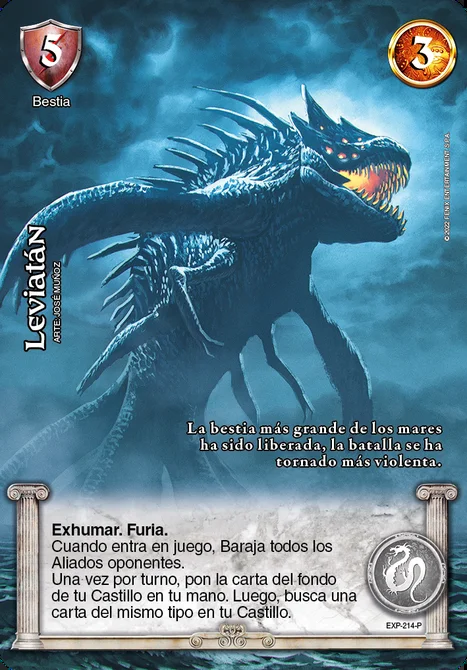 5
Bestia
3
Leviatán
ARTE: JOSÉ MUÑOZ
La bestia más grande de los mares
ha sido liberada, la batalla se ha
tornado más violenta.
Exhumar. Furia.
Cuando entra en juego, Baraja todos los
Aliados oponentes.
Una vez por turno, pon la carta del fondo
de tu Castillo en tu mano. Luego, busca una
carta del mismo tipo en tu Castillo.
EXP-214-P